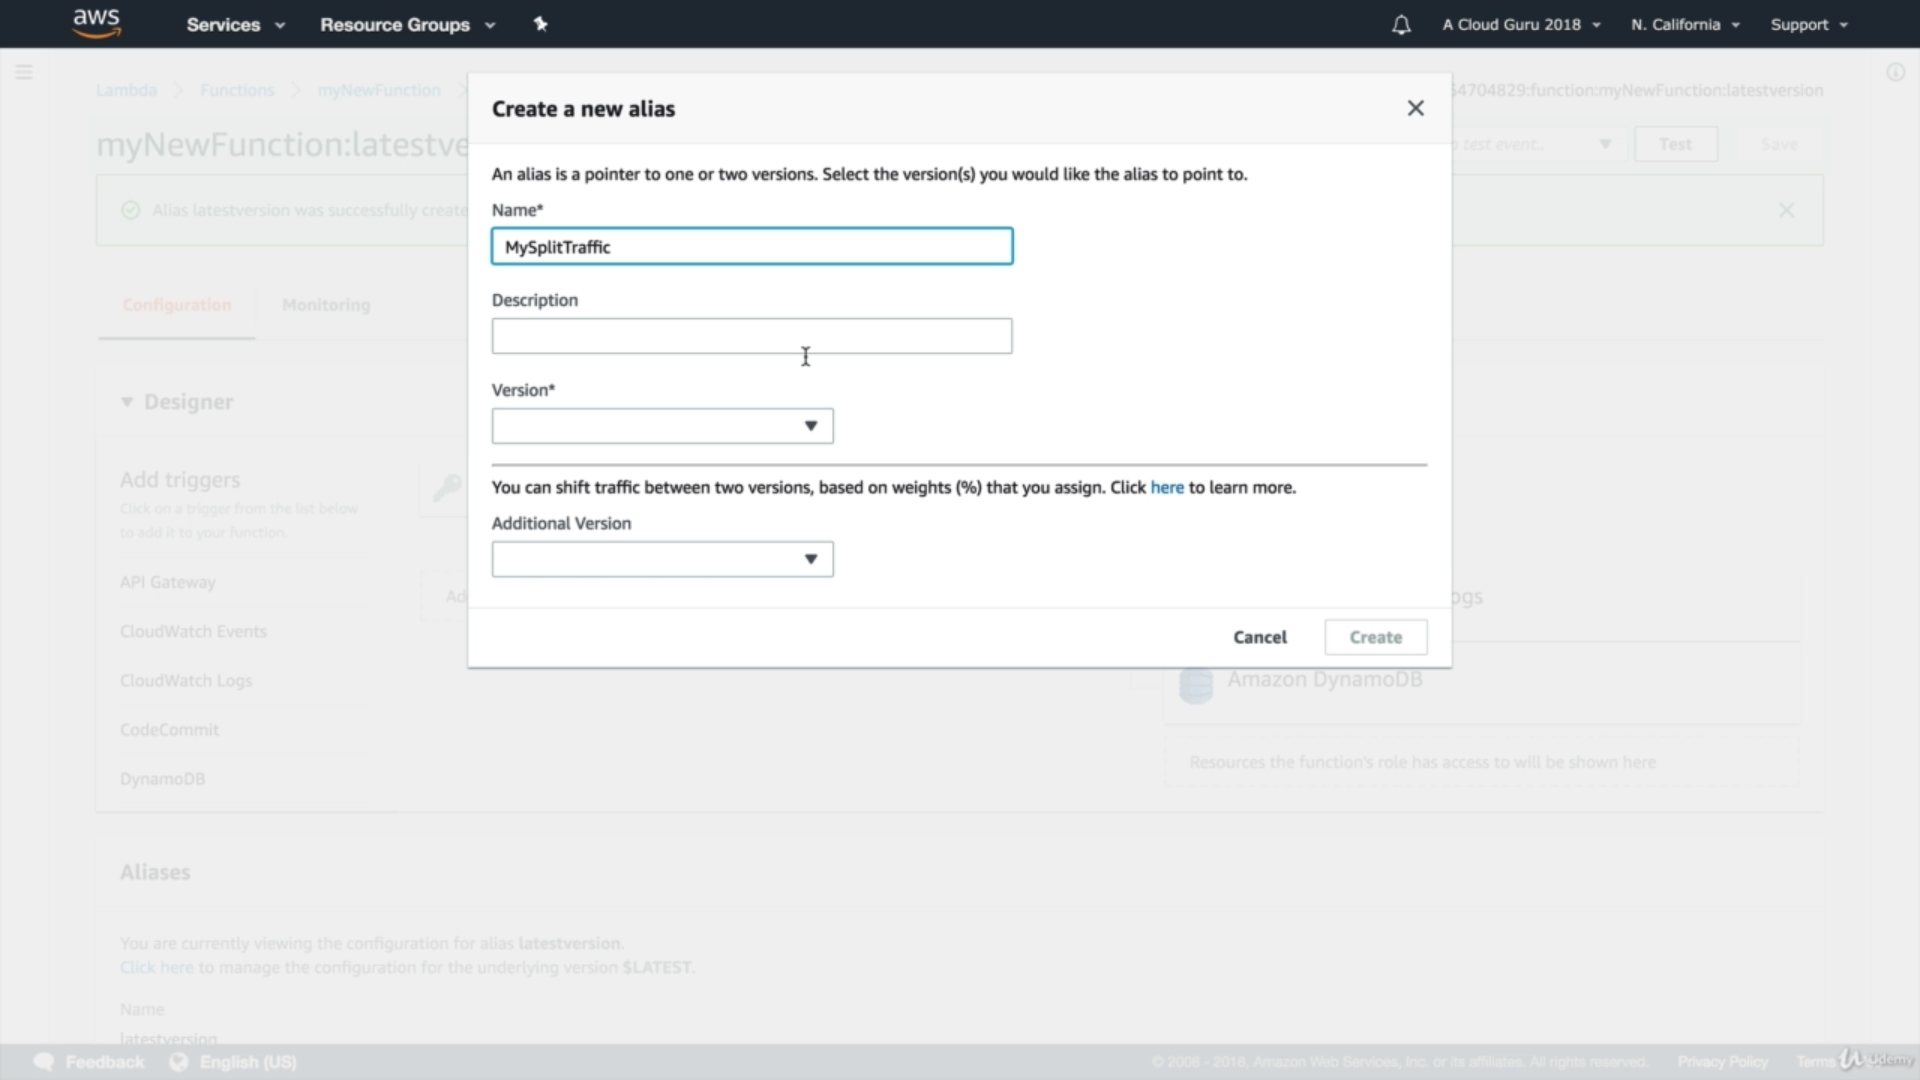 aws Services Resource Groups A Cloud Guru 2018 N. California Support
Lambda Functions myNewFunction 54704829:function:myNewFunction:latestversion
myNewFunction:latestve test event.. Test Save
Alias latestversion was successfully create
Configuration Monitoring
Create a new alias
An alias is a pointer to one or two versions. Select the version(s) you would like the alias to point to.
Name*
MySplitTraffic
Description
Version*
You can shift traffic between two versions, based on weights (%) that you assign. Click here to learn more.
Additional Version
Cancel Create
Designer
Add triggers
Click on a trigger from the list below
to add it to your function.
API Gateway
CloudWatch Events
CloudWatch Logs
CodeCommit
DynamoDB
Ad
ogs
Amazon DynamoDB
Resources the function's role has access to will be shown here
Aliases
You are currently viewing the configuration for alias latestversion.
Click here to manage the configuration for the underlying version $LATEST.
Name
latestversion
Feedback English (US) © 2008 - 2018, Amazon Web Services, Inc. or its affiliates. All rights reserved. Privacy Policy Terms Udemy